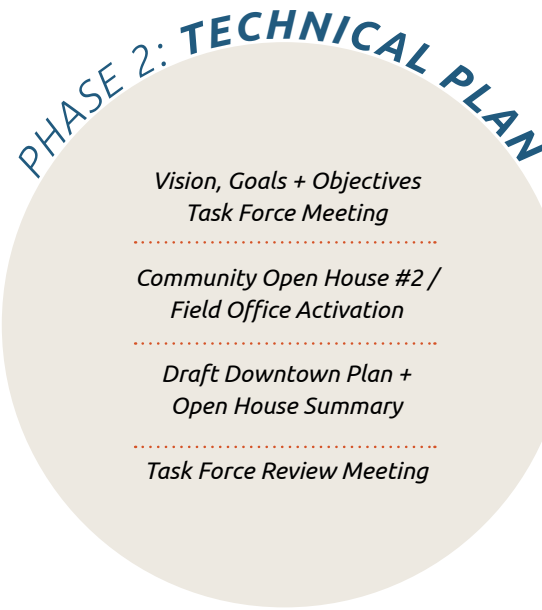 PHASE 2: TECHNICAL PLAN
Vision, Goals + Objectives
Task Force Meeting
Community Open House #2 /
Field Office Activation
Draft Downtown Plan +
Open House Summary
Task Force Review Meeting